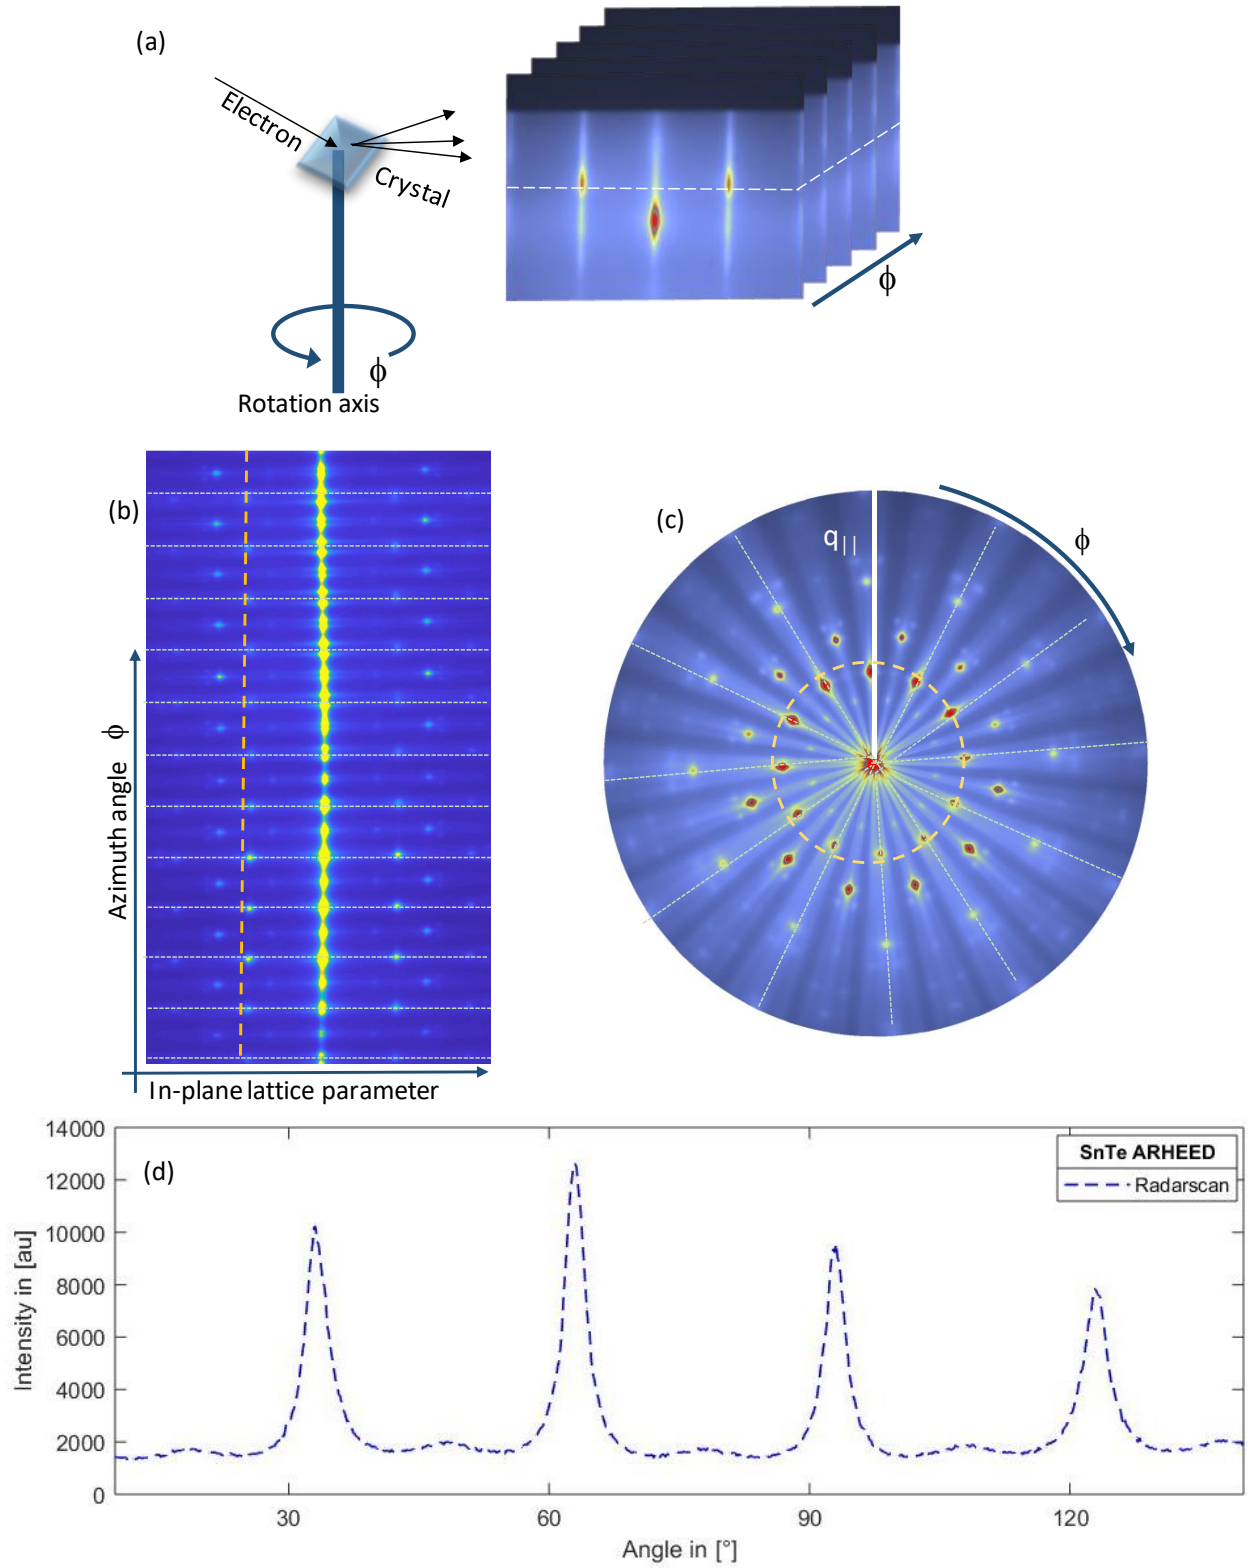 (a)
Electron
Crystal
ϕ
Rotation axis
ϕ
(b)
Azimuth angle ϕ
In-plane lattice parameter
(c)
q||
ϕ
(d)
14000
12000
10000
8000
6000
4000
2000
0
Intensity in [au]
SnTe ARHEED
Radarscan
30
60
90
120
Angle in [°]